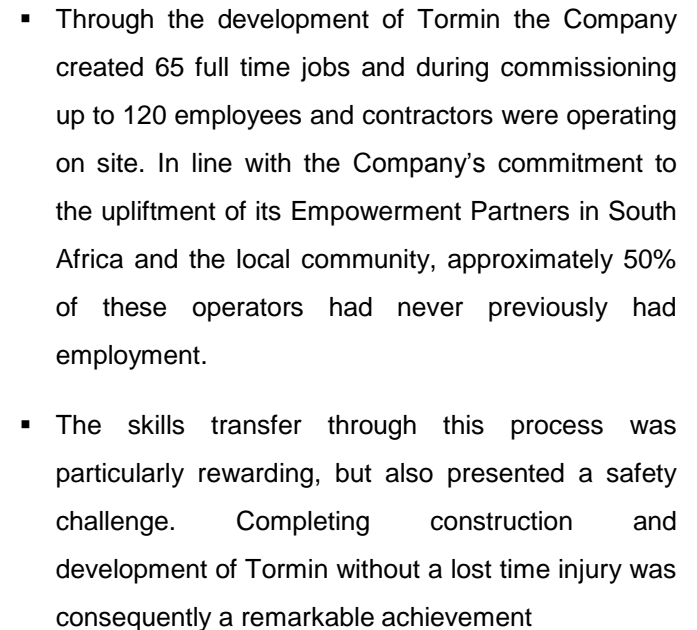 ▪ Through the development of Tormin the Company
created 65 full time jobs and during commissioning
up to 120 employees and contractors were operating
on site. In line with the Company’s commitment to
the upliftment of its Empowerment Partners in South
Africa and the local community, approximately 50%
of these operators had never previously had
employment.
▪ The skills transfer through this process was
particularly rewarding, but also presented a safety
challenge. Completing construction and
development of Tormin without a lost time injury was
consequently a remarkable achievement